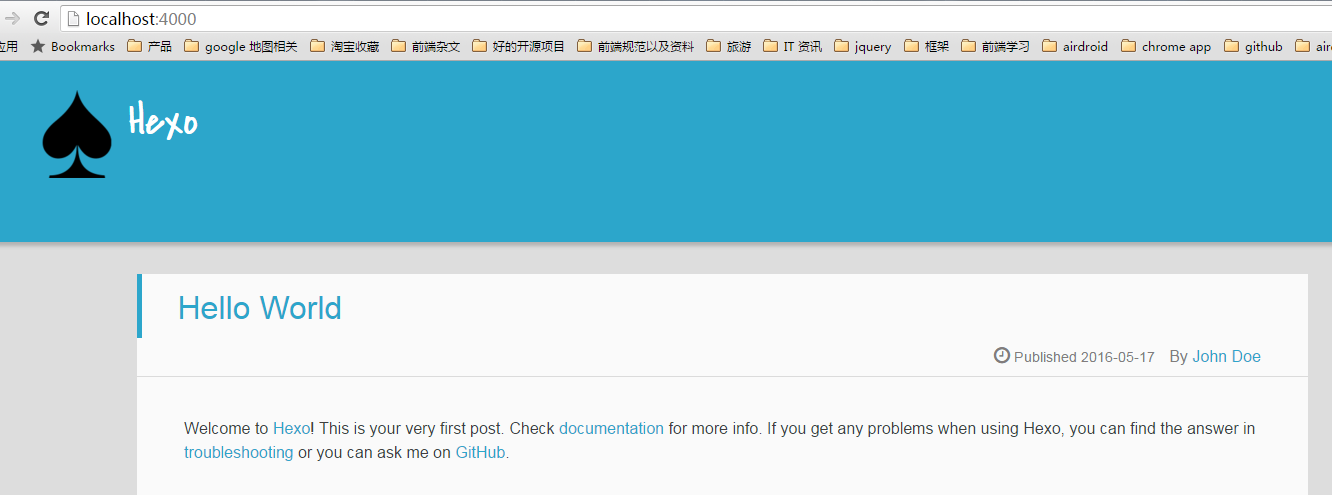 localhost:4000
应用 Bookmarks 产品 google 地图相关 淘宝收藏 前端杂文 好的开源项目 前端规范以及资料 旅游 IT 资讯 jquery 框架 前端学习 airdroid chrome app github
Hexo
Hello World
Published 2016-05-17 By John Doe
Welcome to Hexo! This is your very first post. Check documentation for more info. If you get any problems when using Hexo, you can find the answer in
troubleshooting or you can ask me on GitHub.